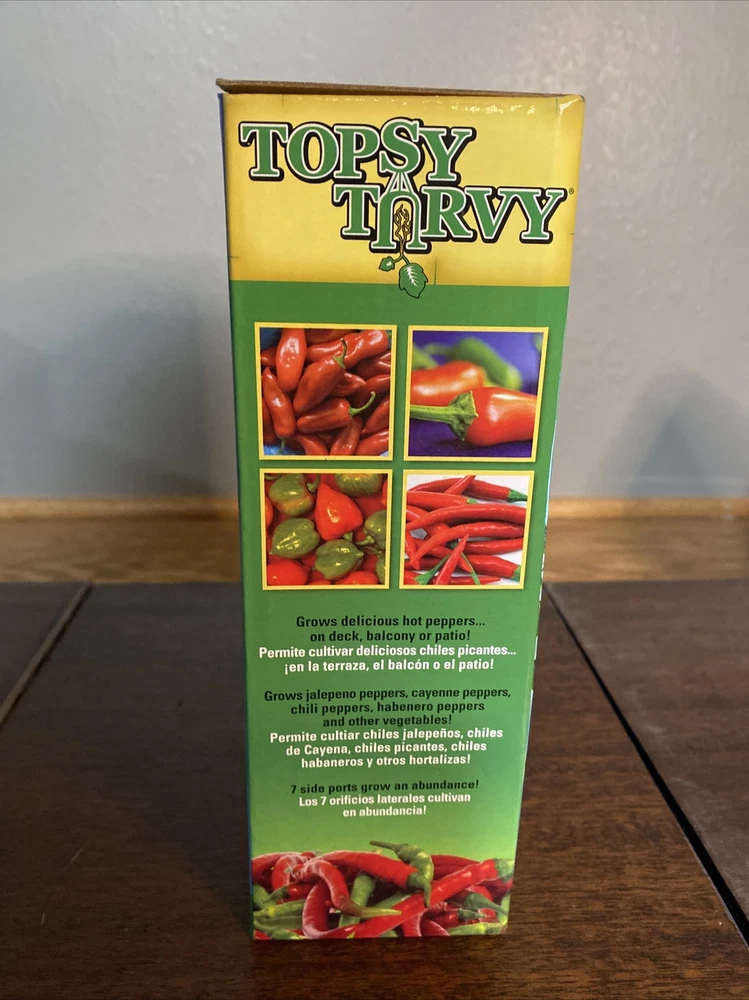 TOPSY
TURVY®
Grows delicious hot peppers...
on deck, balcony or patio!
Permite cultivar deliciosos chiles picantes...
¡en la terraza, el balcón o el patio!
Grows jalepeno peppers, cayenne peppers,
chili peppers, habenero peppers
and other vegetables!
Permite cultiar chiles jalepeños, chiles
de Cayena, chiles picantes, chiles
habaneros y otros hortalizas!
7 side ports grow an abundance!
Los 7 orificios laterales cultivan
en abundancia!